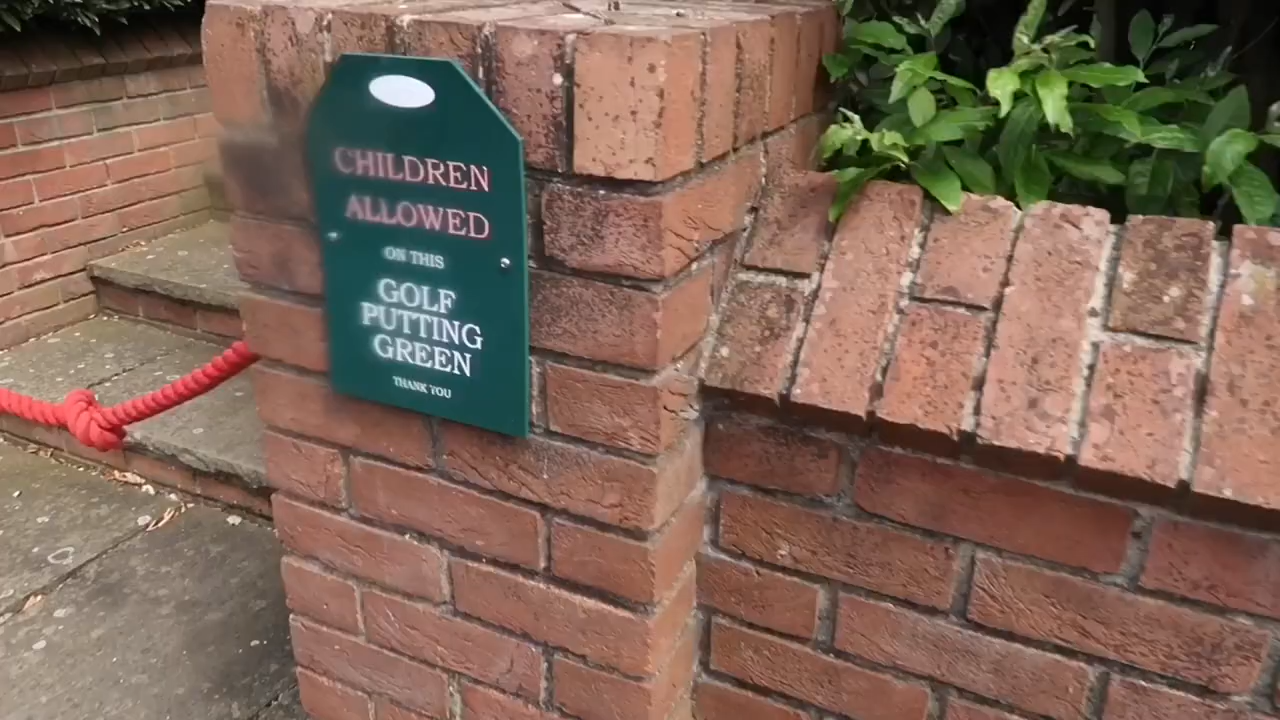 CHILDREN
ALLOWED
ON THIS
GOLF
PUTTING
GREEN
THANK YOU